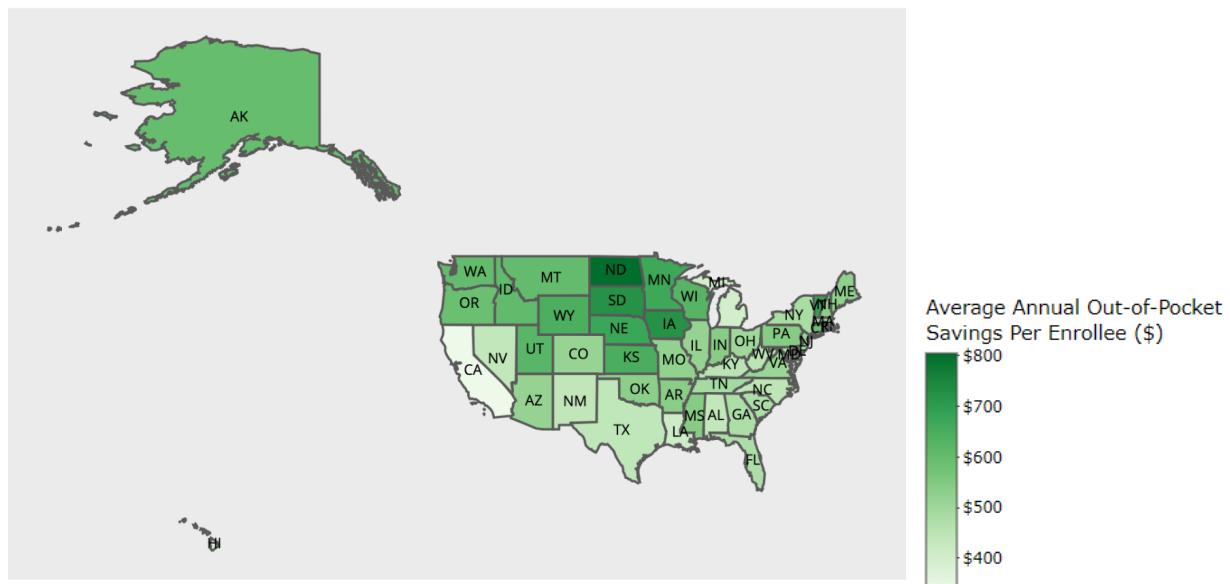 AK
WA
MT
ND
MN
MI
ME
ID
OR
SD
WI
NH
WY
NY
IA
MA
NE
PA
UT
CO
KS
IL
IN
OH
NV
MO
WV
VA
CA
KY
OK
TN
NC
AZ
NM
AR
SC
MS
AL
GA
TX
LA
FL
HI
Average Annual Out-of-Pocket
Savings Per Enrollee ($)
$800
$700
$600
$500
$400